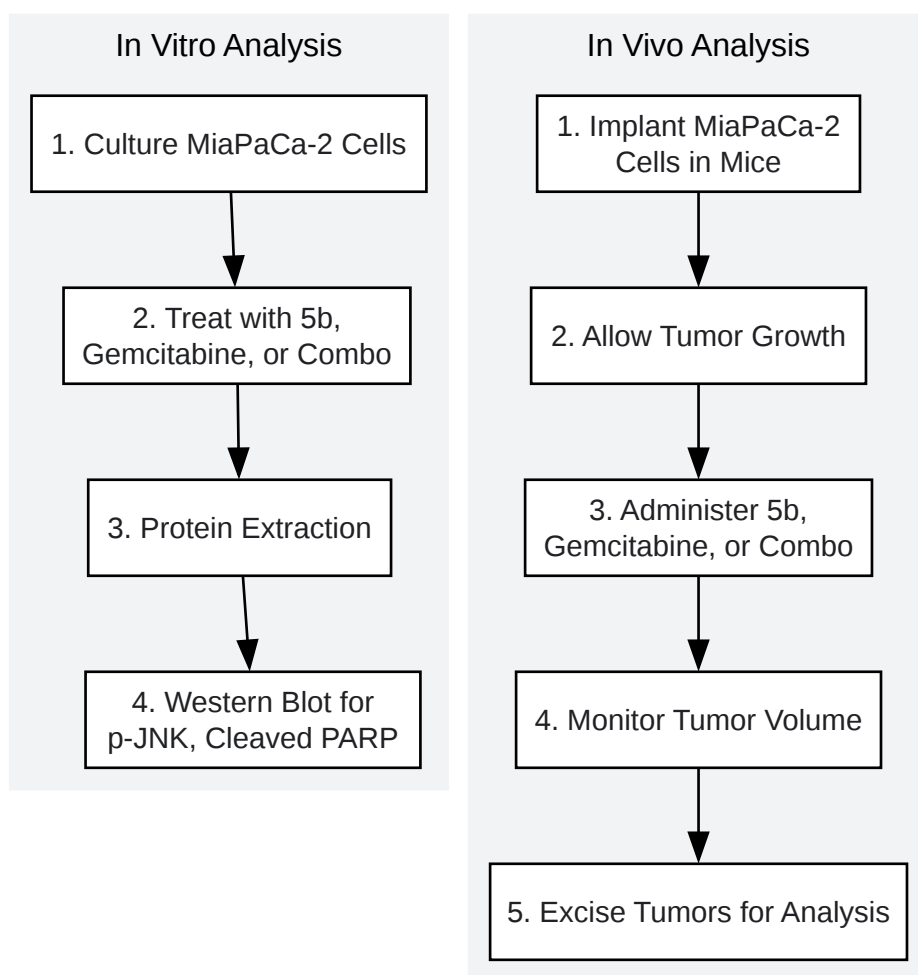 In Vitro Analysis
1. Culture MiaPaCa-2 Cells
2. Treat with 5b,
Gemcitabine, or Combo
3. Protein Extraction
4. Western Blot for
p-JNK, Cleaved PARP
In Vivo Analysis
1. Implant MiaPaCa-2
Cells in Mice
2. Allow Tumor Growth
3. Administer 5b,
Gemcitabine, or Combo
4. Monitor Tumor Volume
5. Excise Tumors for Analysis